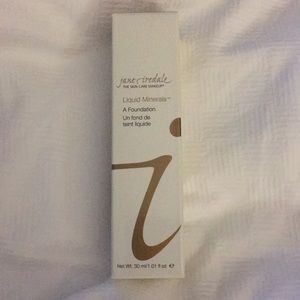 jane iredale
THE SKIN CARE MAKEUP®
Liquid Minerals™
A Foundation
Un fond de
teint liquide
Net Wt. 30 ml/1.01 fl oz ℮